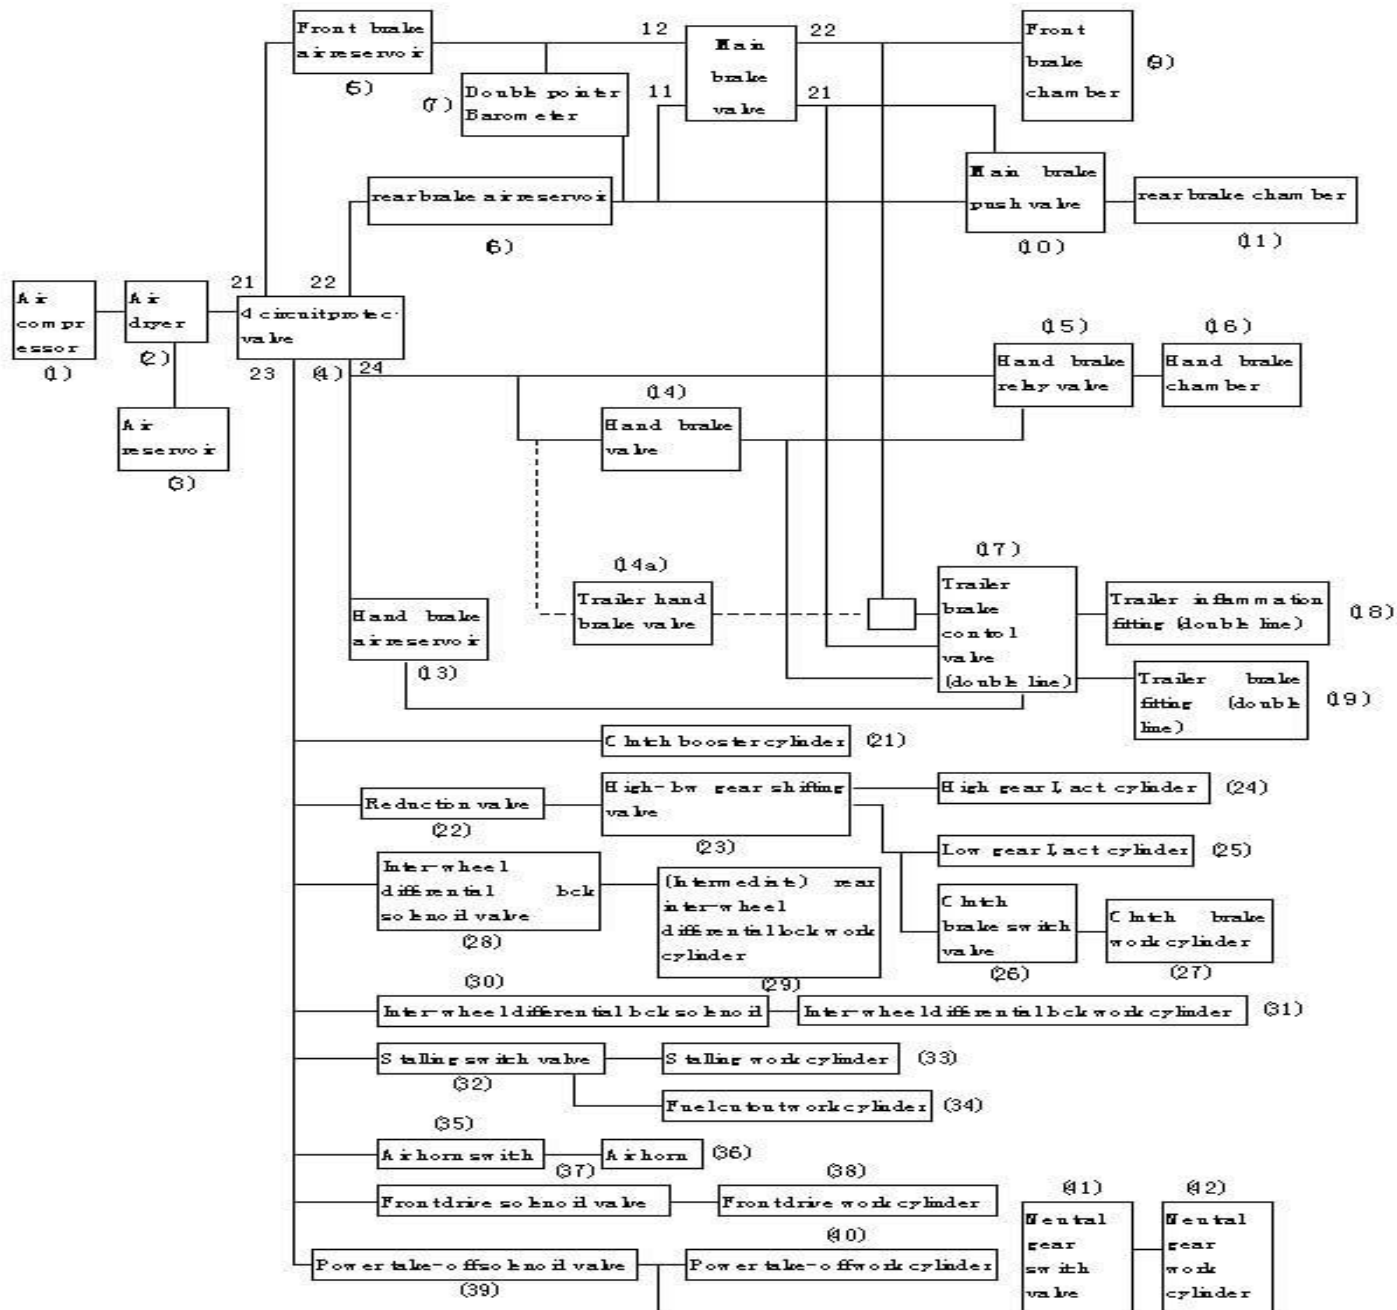 Front brake
air reservoir
(5)
12
Main
brake
valve
22
Front
brake
chamber
(9)
(7)
Double pointer
Barometer
11
21
rear brake air reservoir
(6)
Main brake
push valve
(10)
rear brake chamber
(11)
21
22
Air
compr
essor
(1)
Air
dryer
(2)
4 circuit protec-
valve
23
(4)
24
Air
reservoir
(3)
(14)
Hand brake
valve
(15)
Hand brake
relay valve
(16)
Hand brake
chamber
(14a)
Trailer hand
brake valve
(17)
Trailer
brake
control
valve
(double line)
Trailer inflammation
fitting (double line)
(18)
Hand brake
air reservoir
(13)
Trailer brake
fitting (double
line)
(19)
Clutch booster cylinder
(21)
Reduction valve
(22)
High-low gear shifting
valve
(23)
High gear I, act cylinder
(24)
Low gear I, act cylinder
(25)
Inter-wheel
differential lock
solenoil valve
(28)
(Intermediate) rear
inter-wheel
differential lock work
cylinder
(29)
Clutch
brake switch
valve
(26)
Clutch brake
work cylinder
(27)
(30)
Inter-wheel differential lock solenoil
Inter-wheel differential lock work cylinder
(31)
Stalling switch valve
(32)
Stalling work cylinder
(33)
Fuel cutout work cylinder
(34)
(35)
Air horn swith
Air horn
(36)
(37)
Front drive solenoil valve
(38)
Front drive work cylinder
(40)
Power take-off solenoil valve
(39)
Power take-off work cylinder
(41)
Neutral
gear
switch
valve
(42)
Neutral
gear
work
cylinder